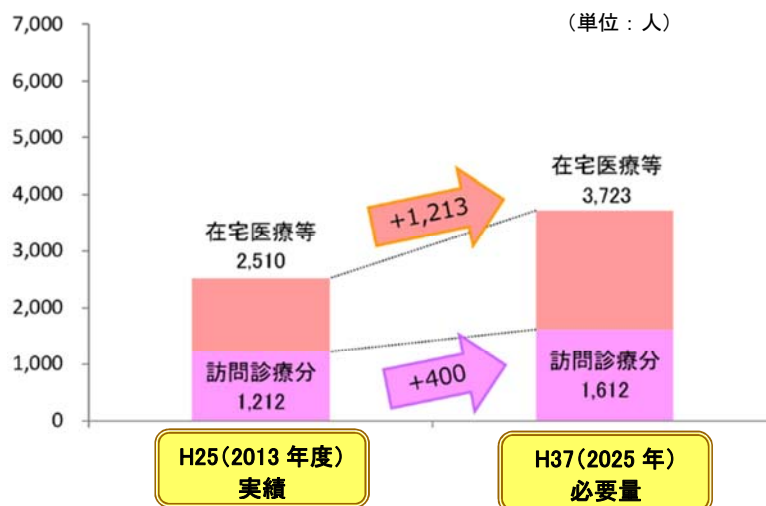 （単位：人）
7,000
6,000
5,000
4,000
3,000
2,000
1,000
0
在宅医療等
2,510
訪問診療分
1,212
+1,213
+400
在宅医療等
3,723
訪問診療分
1,612
H25（2013 年度）
実績
H37（2025 年）
必要量